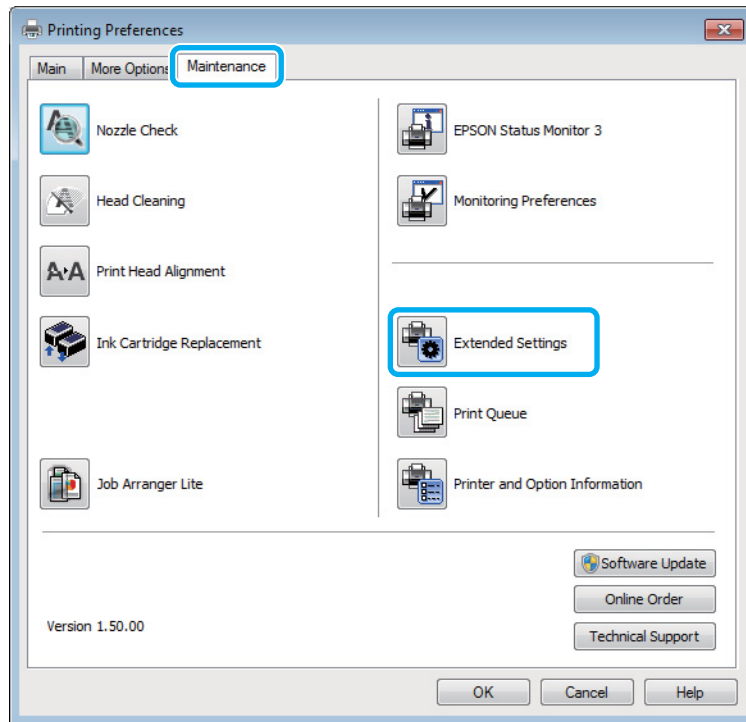 Printing Preferences
Main
More Options
Maintenance
Nozzle Check
Head Cleaning
A A
Print Head Alignment
Ink Cartridge Replacement
Job Arranger Lite
EPSON Status Monitor 3
Monitoring Preferences
Extended Settings
Print Queue
Printer and Option Information
Version 1.50.00
Software Update
Online Order
Technical Support
OK
Cancel
Help